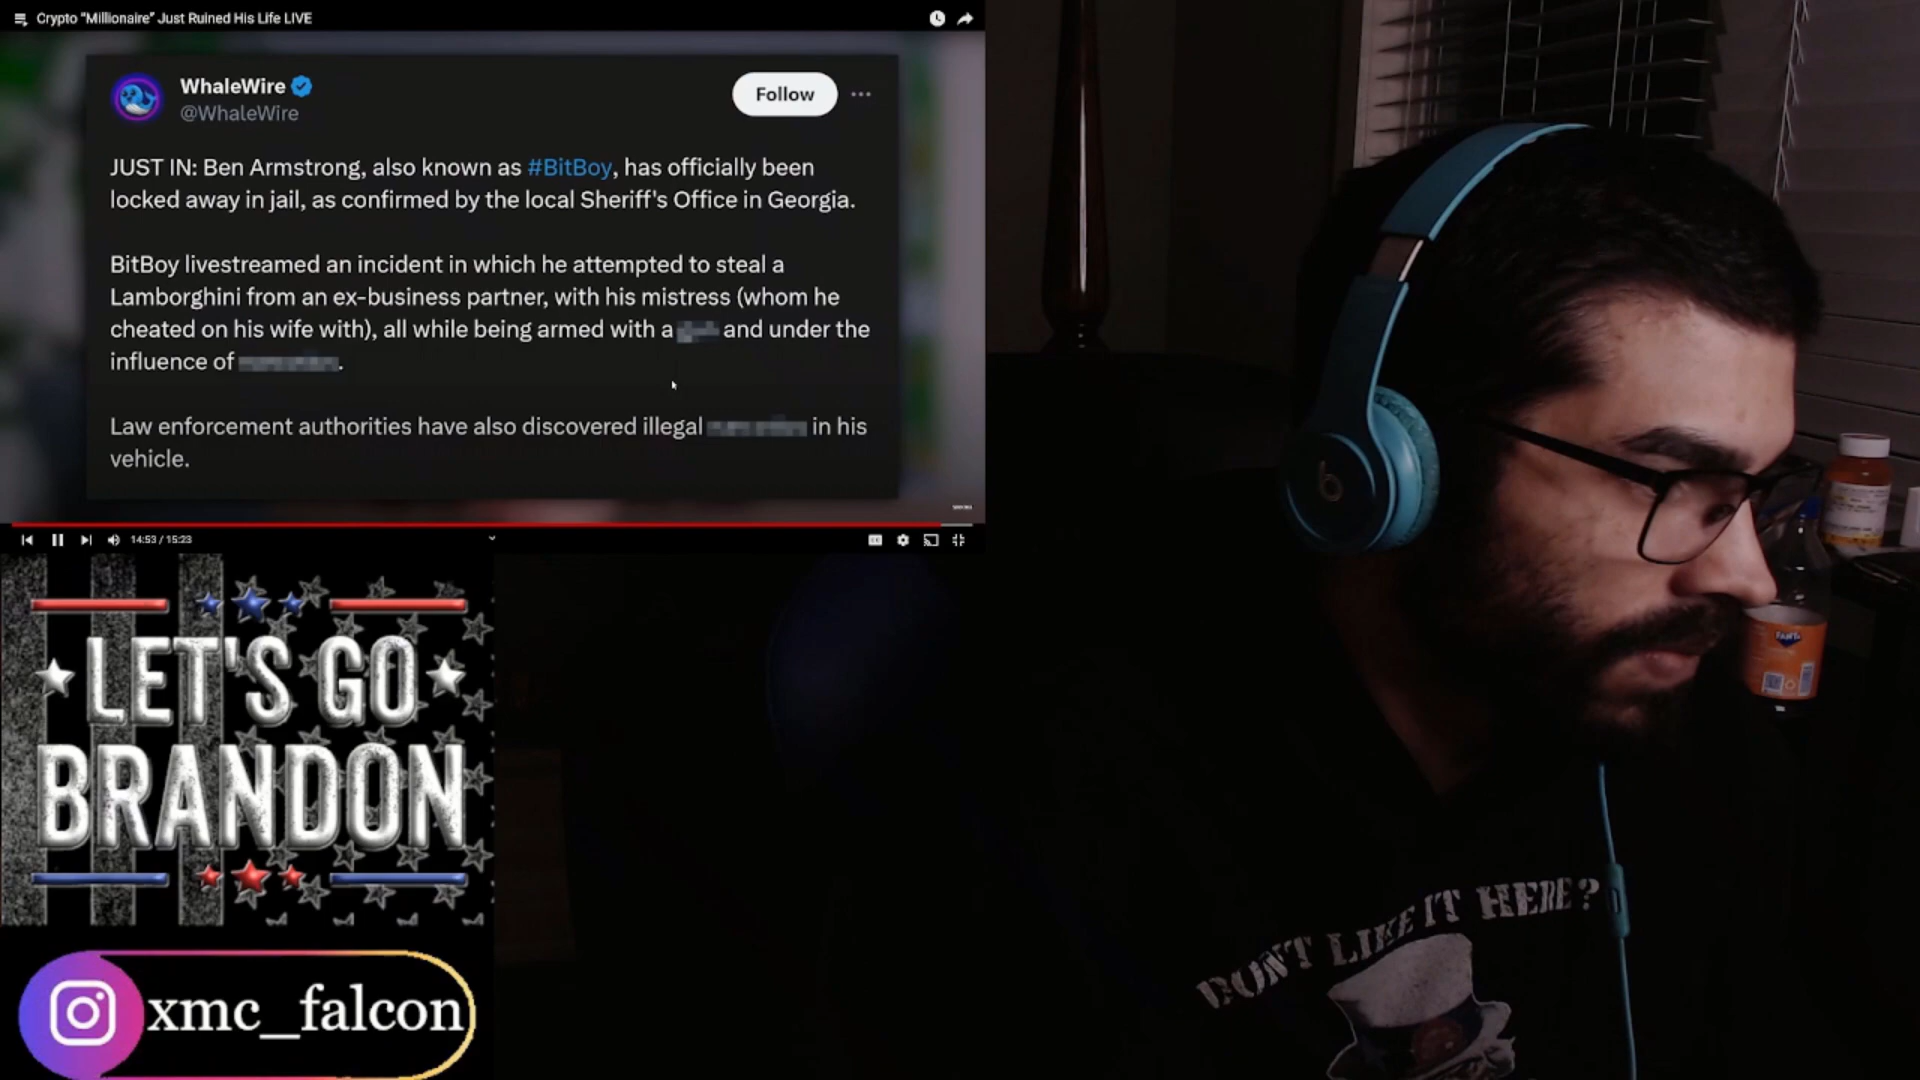 Crypto "Millionaire" Just Ruined His Life LIVE
WhaleWire
@WhaleWire
Follow
JUST IN: Ben Armstrong, also known as #BitBoy, has officially been
locked away in jail, as confirmed by the local Sheriff's Office in Georgia.
BitBoy livestreamed an incident in which he attempted to steal a
Lamborghini from an ex-business partner, with his mistress (whom he
cheated on his wife with), all while being armed with a and under the
influence of .
Law enforcement authorities have also discovered illegal in his
vehicle.
14:53 / 15:23
LET'S GO
BRANDON
xmc_falcon
b
FANTA
DON'T LIKE IT HERE?